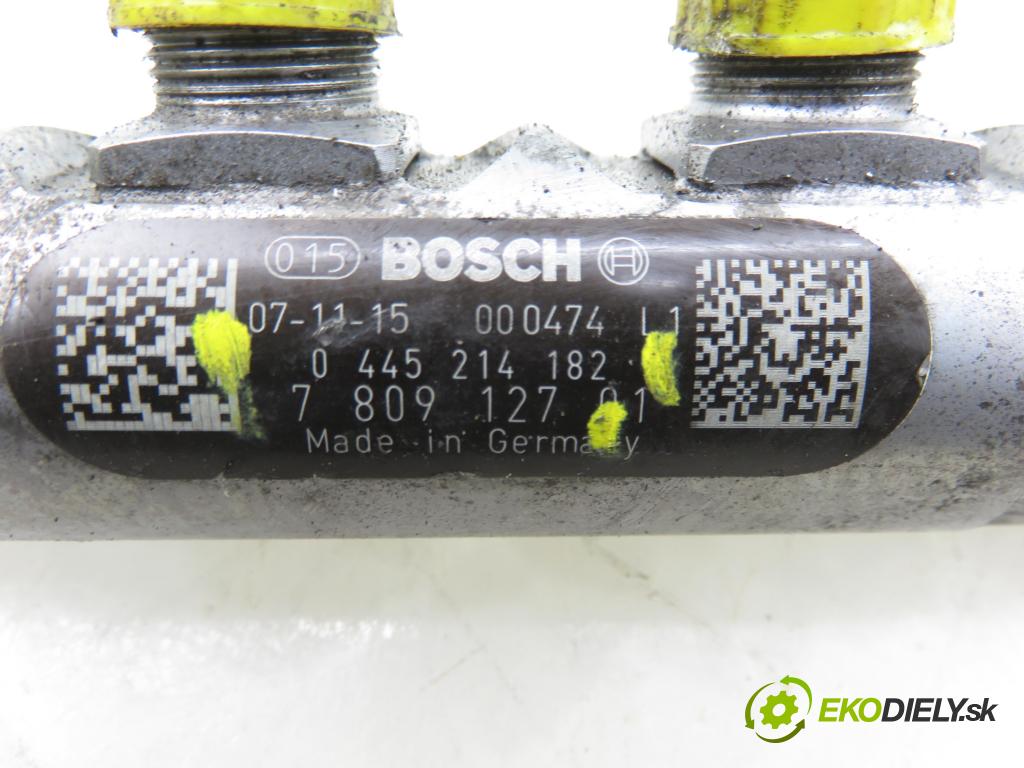 015 BOSCH
07-11-15 000474 L1
0 445 214 182
7 809 127 01
Made in Germany
EKODIELY.sk